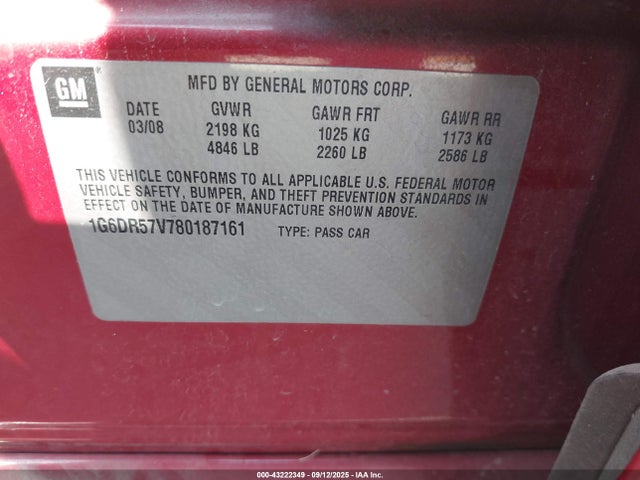 GM
MFD BY GENERAL MOTORS CORP.
DATE GVWR GAWR FRT GAWR RR
03/08 2198 KG 1025 KG 1173 KG
4846 LB 2260 LB 2586 LB
THIS VEHICLE CONFORMS TO ALL APPLICABLE U.S. FEDERAL MOTOR
VEHICLE SAFETY, BUMPER, AND THEFT PREVENTION STANDARDS IN
EFFECT ON THE DATE OF MANUFACTURE SHOWN ABOVE.
1G6DR57V780187161 TYPE: PASS CAR
000-43222349 - 09/12/2025 - IAA Corp.